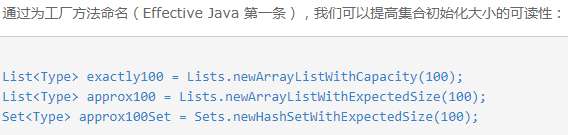 通过为工厂方法命名（Effective Java 第一条），我们可以提高集合初始化大小的可读性：
List<Type> exactly100 = Lists.newArrayListWithCapacity(100);
List<Type> approx100 = Lists.newArrayListWithExpectedSize(100);
Set<Type> approx100Set = Sets.newHashSetWithExpectedSize(100);